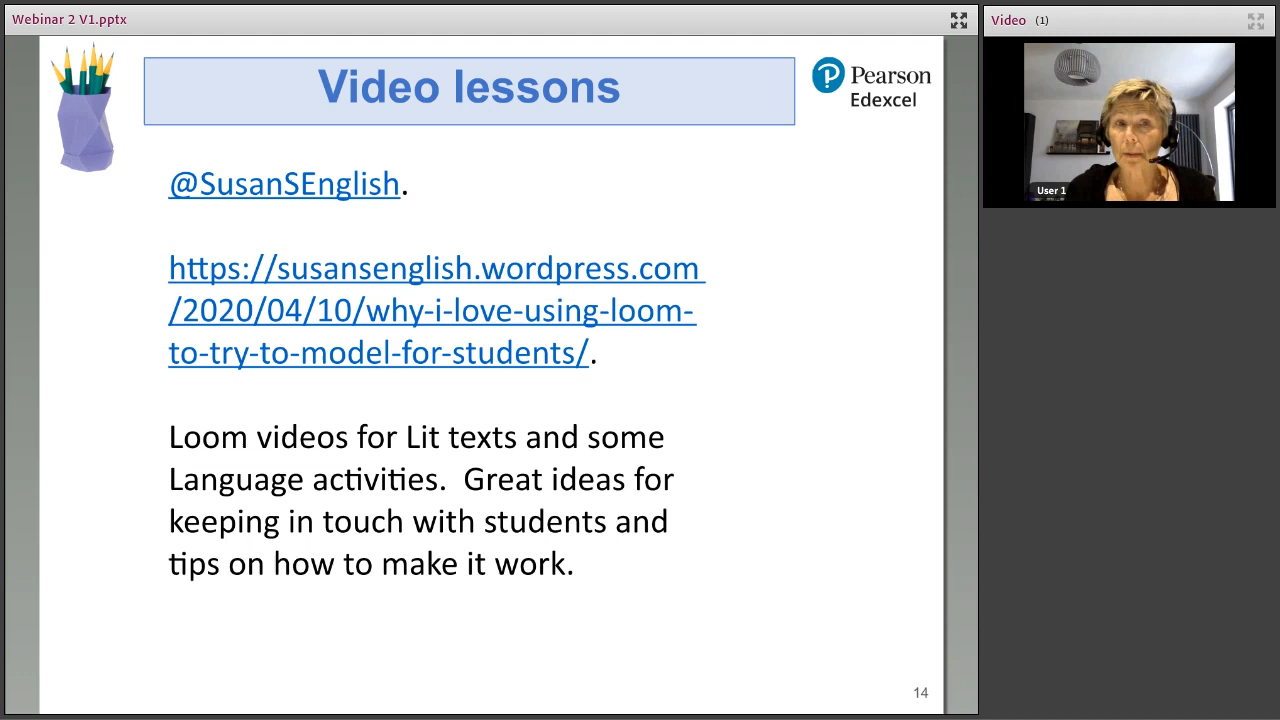 Webinar 2 V1.pptx
Video (1)
Video lessons
Pearson
Edexcel
User 1
@SusanSEnglish.
https://susansenglish.wordpress.com
/2020/04/10/why-i-love-using-loom-
to-try-to-model-for-students/.
Loom videos for Lit texts and some
Language activities.  Great ideas for
keeping in touch with students and
tips on how to make it work.
14